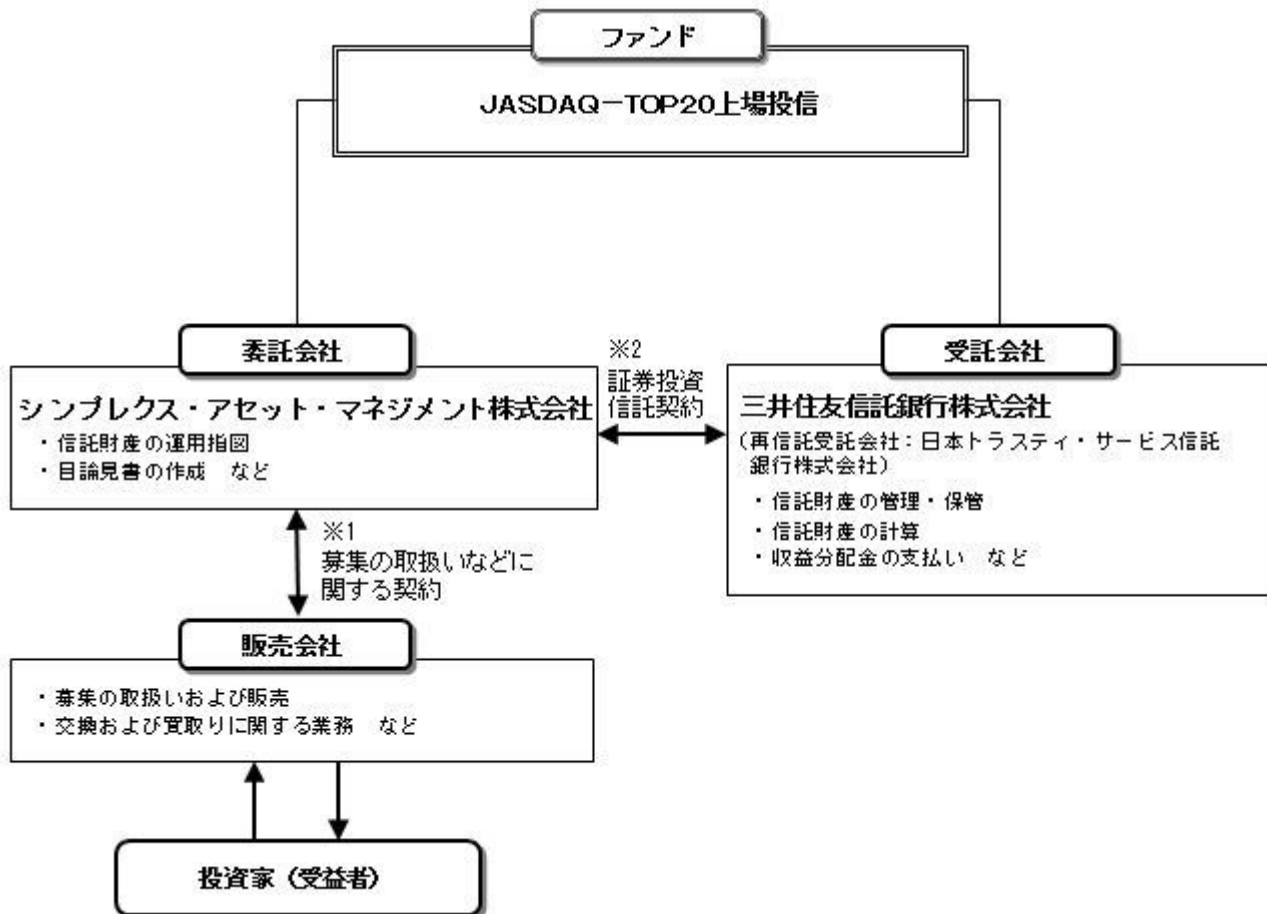 ファンド
JASDAQ－TOP20上場投信
委託会社
シンプレクス・アセット・マネジメント株式会社
・信託財産の運用指図
・目論見書の作成　など
※2
証券投資
信託契約
受託会社
三井住友信託銀行株式会社
（再信託受託会社：日本トラスティ・サービス信託
銀行株式会社）
・信託財産の管理・保管
・信託財産の計算
・収益分配金の支払い　など
※1
募集の取扱いなどに
関する契約
販売会社
・募集の取扱いおよび販売
・交換および買取りに関する業務　など
投資家（受益者）